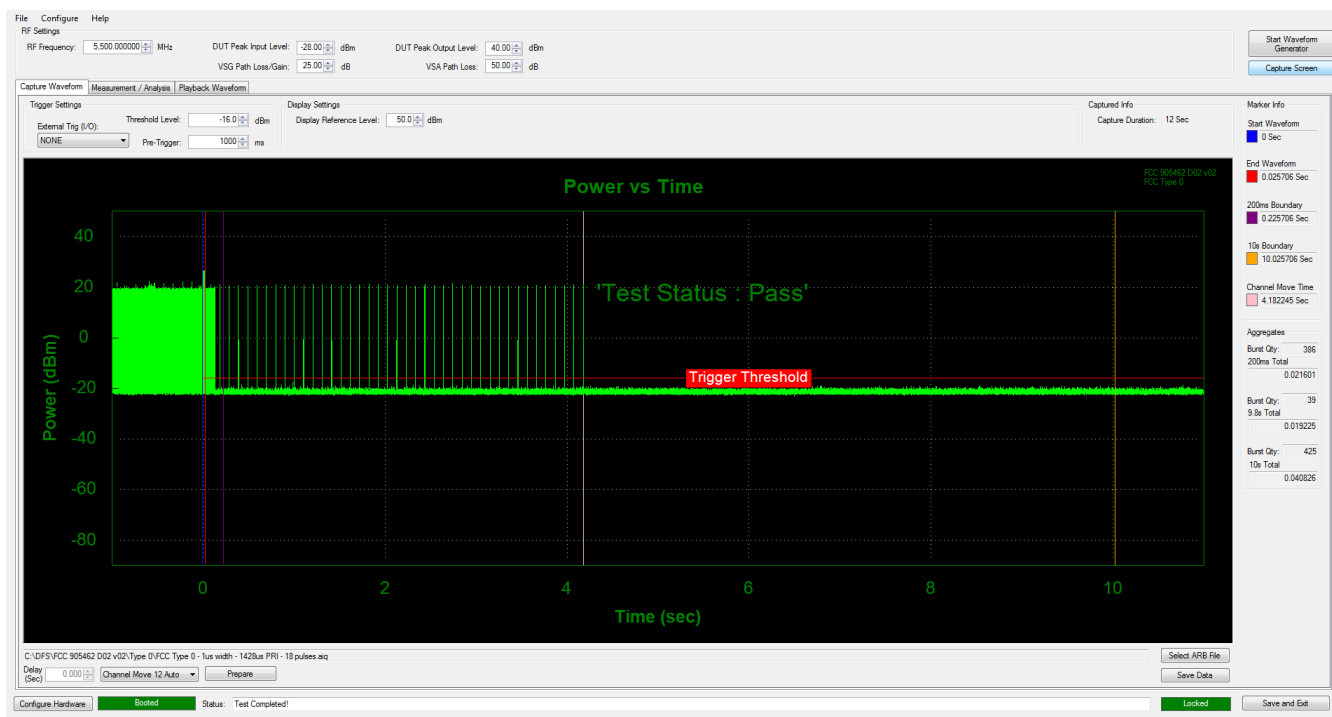 File Configure Help
RF Settings
RF Frequency: 5,500.000000 MHz DUT Peak Input Level: -28.00 dBm DUT Peak Output Level: 40.00 dBm
VSG Path Loss/Gain: 25.00 dB VSA Path Loss: 50.00 dB
Start Waveform Generator
Capture Screen
Capture Waveform Measurement / Analysis Playback Waveform
Trigger Settings
External Trig (I/O): Threshold Level: -16.0 dBm
NONE Pre-Trigger: 1000 ms
Display Settings
Display Reference Level: 50.0 dBm
Captured Info
Capture Duration: 12 Sec
Power vs Time
FCC 905462 D02 v02
FCC Type 0
40
20
0
-20
-40
-60
-80
Power (dBm)
'Test Status : Pass'
Trigger Threshold
0 2 4 6 8 10
Time (sec)
Marker Info
Start Waveform
0 Sec
End Waveform
0.025706 Sec
200ms Boundary
0.225706 Sec
10s Boundary
10.025706 Sec
Channel Move Time
4.182245 Sec
Aggregates
Burst Qty: 386
200ms Total
0.021601
Burst Qty: 39
9.8s Total
0.019225
Burst Qty: 425
10s Total
0.040826
C:\DFS\FCC 905462 D02 v02\Type 0\FCC Type 0 - 1us width - 1428us PRI - 18 pulses.aiq
Select ARB File
Delay (Sec) 0.000 Channel Move 12 Auto Prepare
Save Data
Configure Hardware Booted Status: Test Completed! Locked Save and Exit